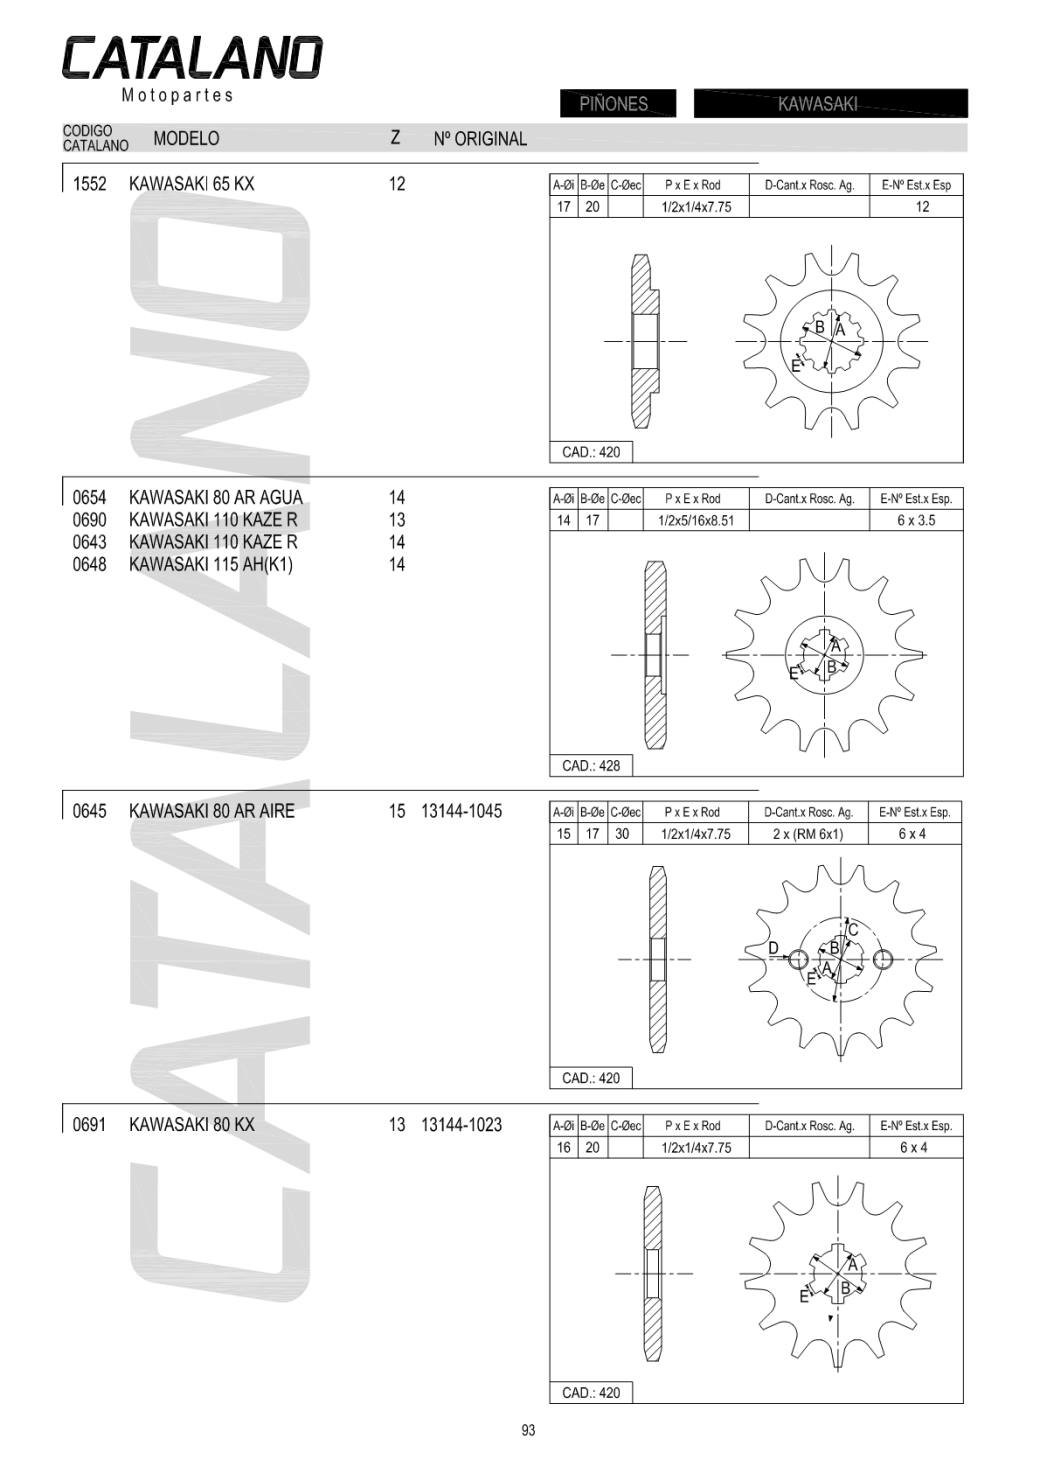 CATALANO
Motopartes
PIÑONES KAWASAKI
CODIGO CATALANO MODELO Z Nº ORIGINAL
1552 KAWASAKI 65 KX 12
A-Øi B-Øe C-Øec P x E x Rod D-Cant.x Rosc. Ag. E-Nº Est.x Esp
17 20 1/2x1/4x7.75 12
B A
E
CAD.: 420
0654 KAWASAKI 80 AR AGUA 14
0690 KAWASAKI 110 KAZE R 13
0643 KAWASAKI 110 KAZE R 14
0648 KAWASAKI 115 AH(K1) 14
A-Øi B-Øe C-Øec P x E x Rod D-Cant.x Rosc. Ag. E-Nº Est.x Esp.
14 17 1/2x5/16x8.51 6 x 3.5
A
E B
CAD.: 428
0645 KAWASAKI 80 AR AIRE 15 13144-1045
A-Øi B-Øe C-Øec P x E x Rod D-Cant.x Rosc. Ag. E-Nº Est.x Esp.
15 17 30 1/2x1/4x7.75 2 x (RM 6x1) 6 x 4
C
D B
A
E
CAD.: 420
0691 KAWASAKI 80 KX 13 13144-1023
A-Øi B-Øe C-Øec P x E x Rod D-Cant.x Rosc. Ag. E-Nº Est.x Esp.
16 20 1/2x1/4x7.75 6 x 4
A
E B
CAD.: 420
CATALANO
93